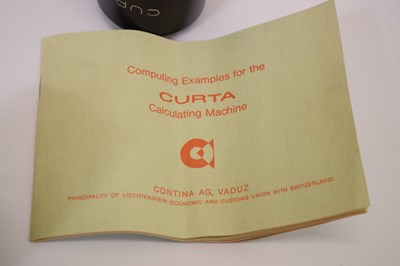 CUR
Computing Examples for the
CURTA
Calculating Machine
CONTINA AG, VADUZ
PRINCIPALITY OF LIECHTENSTEIN (ECONOMIC AND CUSTOMS UNION WITH SWITZERLAND)